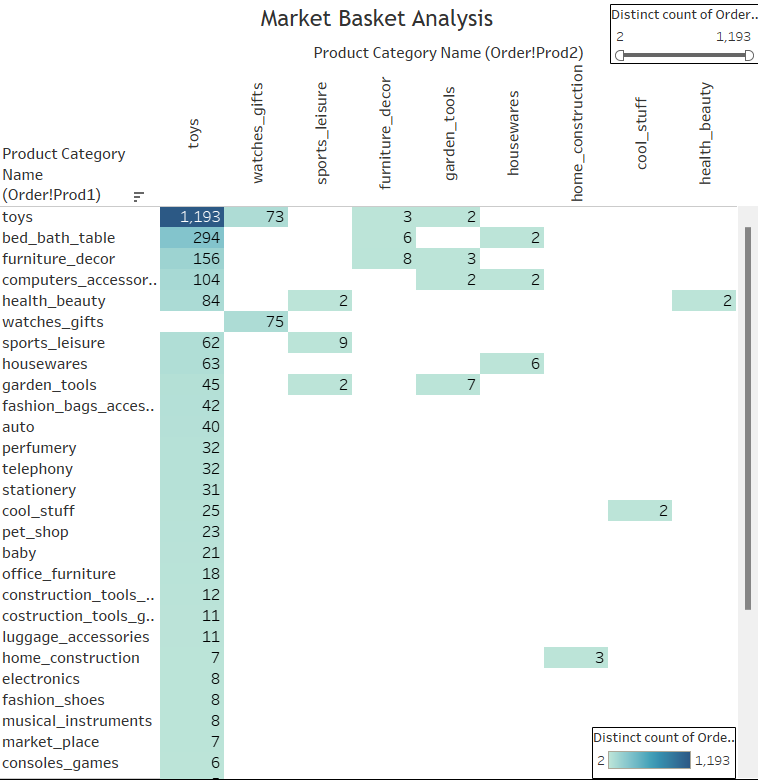 Market Basket Analysis
Distinct count of Order..
2 1,193
Product Category Name (Order!Prod2)
Product Category
Name
(Order!Prod1)
toys watches_gifts sports_leisure furniture_decor garden_tools housewares home_construction cool_stuff health_beauty
toys 1,193 73 3 2
bed_bath_table 294 6 2
furniture_decor 156 8 3
computers_accessor.. 104 2 2
health_beauty 84 2 2
watches_gifts 75
sports_leisure 62 9
housewares 63 6
garden_tools 45 2 7
fashion_bags_acces.. 42
auto 40
perfumery 32
telephony 32
stationery 31
cool_stuff 25 2
pet_shop 23
baby 21
office_furniture 18
construction_tools_.. 12
costruction_tools_g.. 11
luggage_accessories 11
home_construction 7 3
electronics 8
fashion_shoes 8
musical_instruments 8
market_place 7
consoles_games 6
Distinct count of Orde..
2 1,193